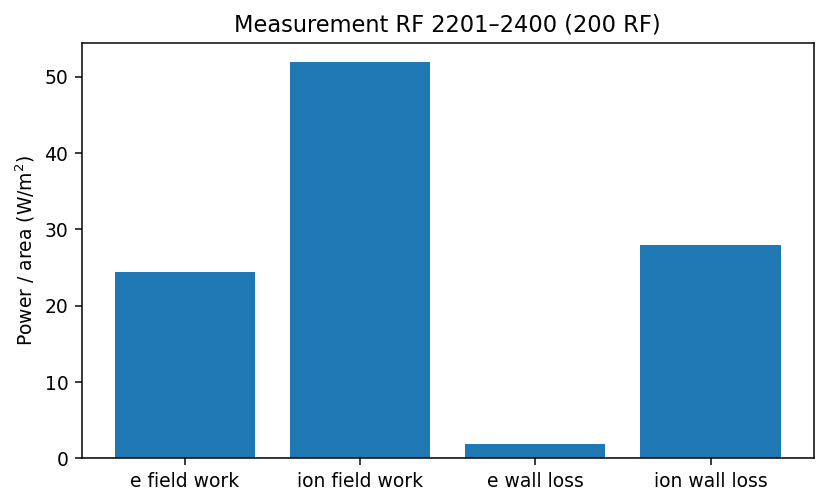 Measurement RF 2201–2400 (200 RF)
Power / area (W/m²)
50
40
30
20
10
0
e field work ion field work e wall loss ion wall loss